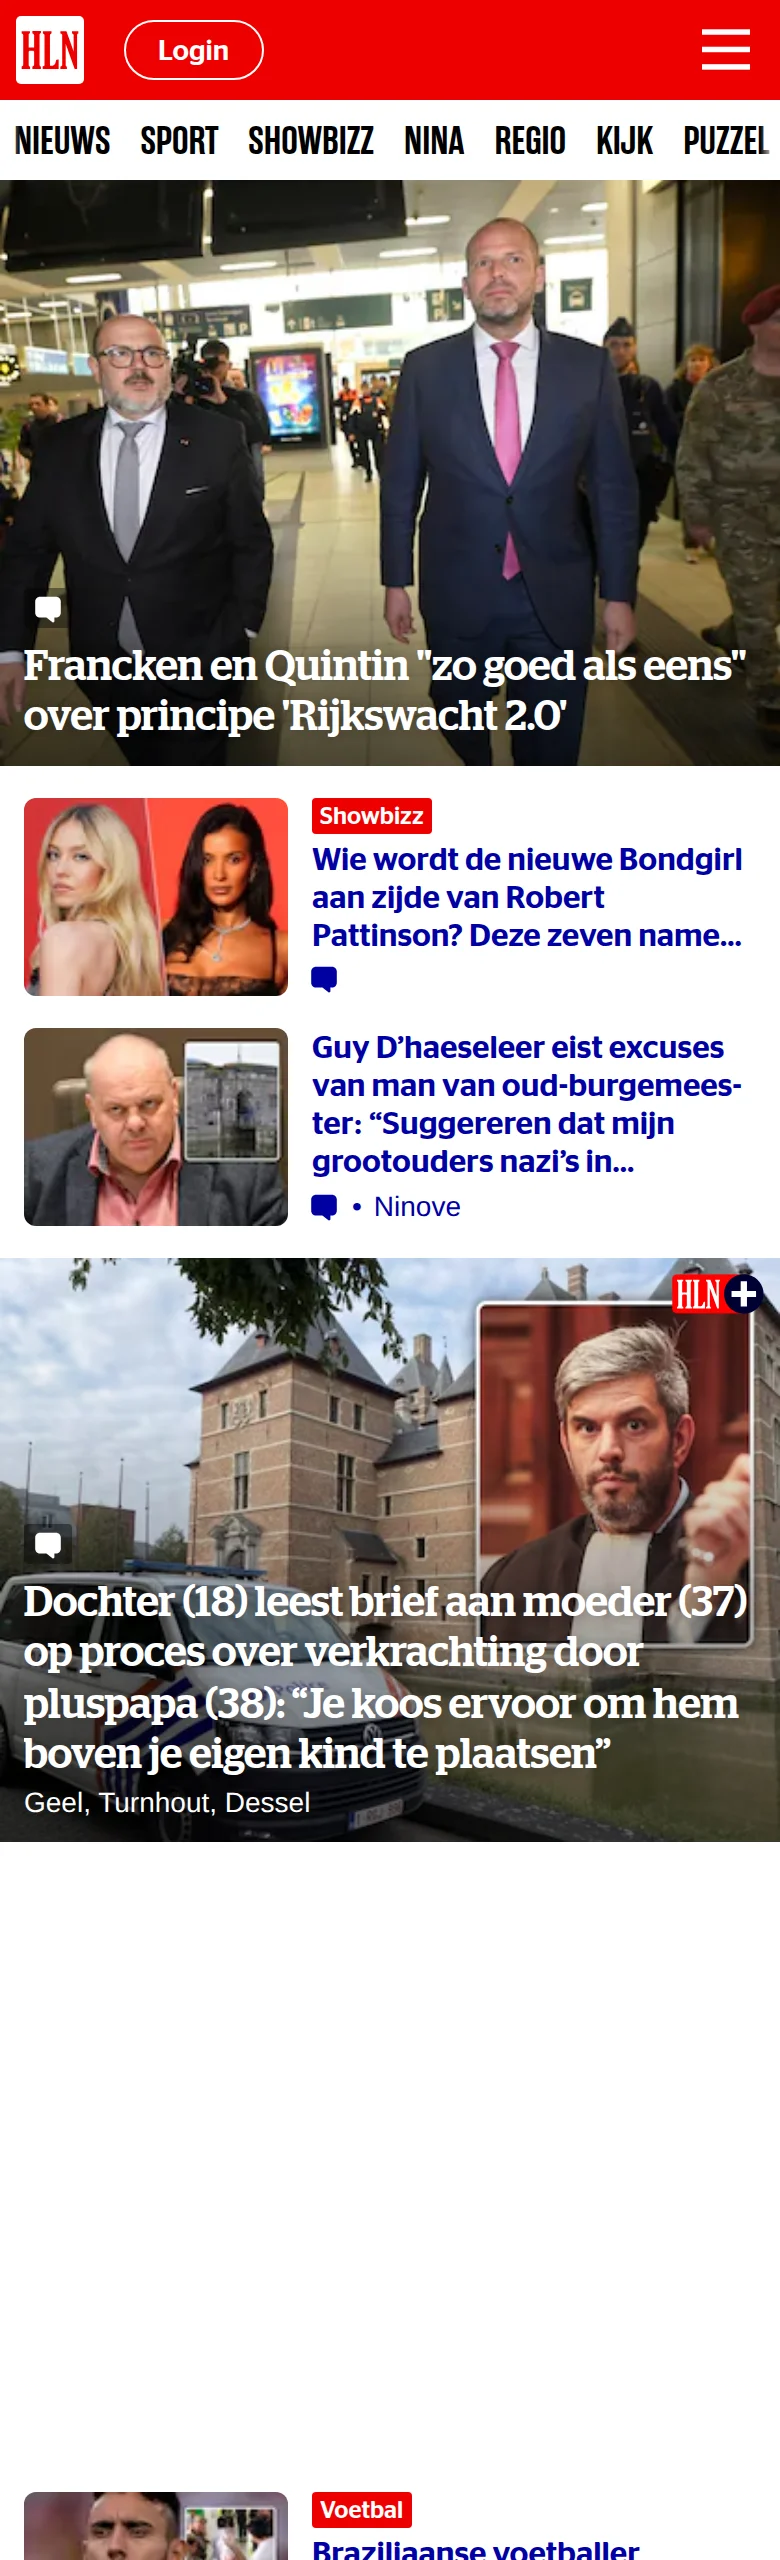 HLN
Login
NIEUWS SPORT SHOWBIZZ NINA REGIO KIJK PUZZEL
Francken en Quintin "zo goed als eens"
over principe 'Rijkswacht 2.0'
Showbizz
Wie wordt de nieuwe Bondgirl
aan zijde van Robert
Pattinson? Deze zeven name...
Guy D’haeseleer eist excuses
van man van oud-burgemees-
ter: “Suggereren dat mijn
grootouders nazi’s in...
• Ninove
HLN+
Dochter (18) leest brief aan moeder (37)
op proces over verkrachting door
pluspapa (38): “Je koos ervoor om hem
boven je eigen kind te plaatsen”
Geel, Turnhout, Dessel
Voetbal
Braziliaanse voetballer